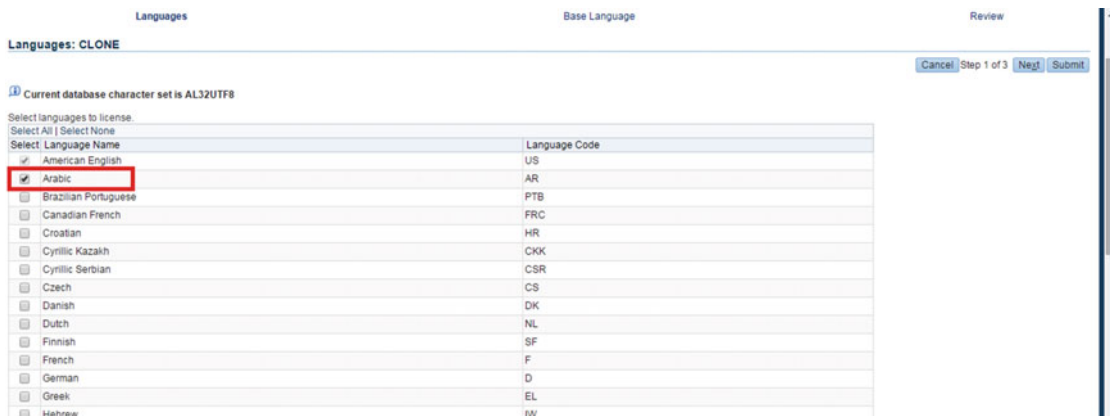 Languages Base Language Review
Languages: CLONE
Cancel Step 1 of 3 Next Submit
Current database character set is AL32UTF8
Select languages to license.
Select All | Select None
Select Language Name Language Code
American English US
Arabic AR
Brazilian Portuguese PTB
Canadian French FRC
Croatian HR
Cyrillic Kazakh CKK
Cyrillic Serbian CSR
Czech CS
Danish DK
Dutch NL
Finnish SF
French F
German D
Greek EL
Hebrew IW